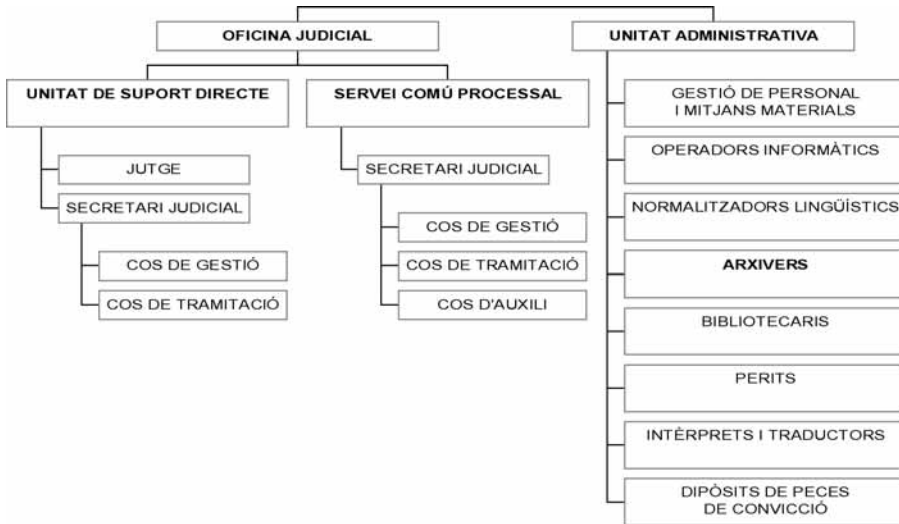 OFICINA JUDICIAL
UNITAT ADMINISTRATIVA
UNITAT DE SUPORT DIRECTE
SERVEI COMÚ PROCESSAL
JUTGE
SECRETARI JUDICIAL
COS DE GESTIÓ
COS DE TRAMITACIÓ
SECRETARI JUDICIAL
COS DE GESTIÓ
COS DE TRAMITACIÓ
COS D'AUXILI
GESTIÓ DE PERSONAL
I MITJANS MATERIALS
OPERADORS INFORMÀTICS
NORMALITZADORS LINGÜÍSTICS
ARXIVERS
BIBLIOTECARIS
PERITS
INTÈRPRETS I TRADUCTORS
DIPÒSITS DE PECES
DE CONVICCIÓ